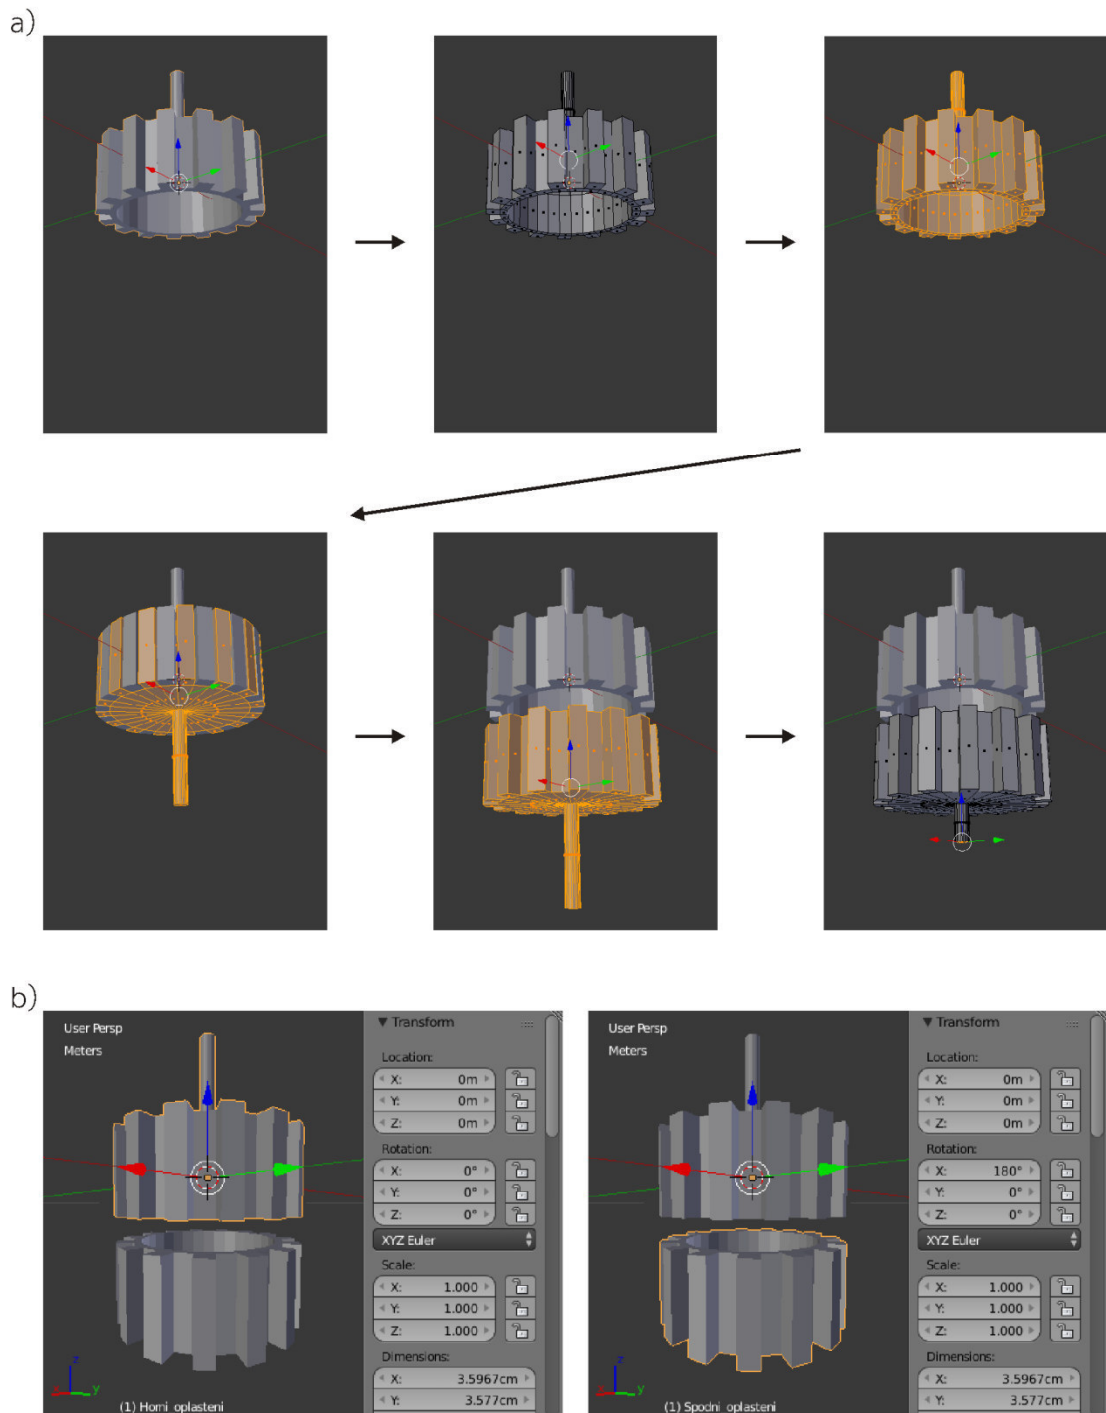 a)
b)
User Persp
Meters
Transform
Location:
X: 0m
Y: 0m
Z: 0m
Rotation:
X: 0°
Y: 0°
Z: 0°
XYZ Euler
Scale:
X: 1.000
Y: 1.000
Z: 1.000
Dimensions:
X: 3.5967cm
Y: 3.577cm
z
x y
(1) Horni_oplasteni
User Persp
Meters
Transform
Location:
X: 0m
Y: 0m
Z: 0m
Rotation:
X: 180°
Y: 0°
Z: 0°
XYZ Euler
Scale:
X: 1.000
Y: 1.000
Z: 1.000
Dimensions:
X: 3.5967cm
Y: 3.577cm
z
x y
(1) Spodni_oplasteni